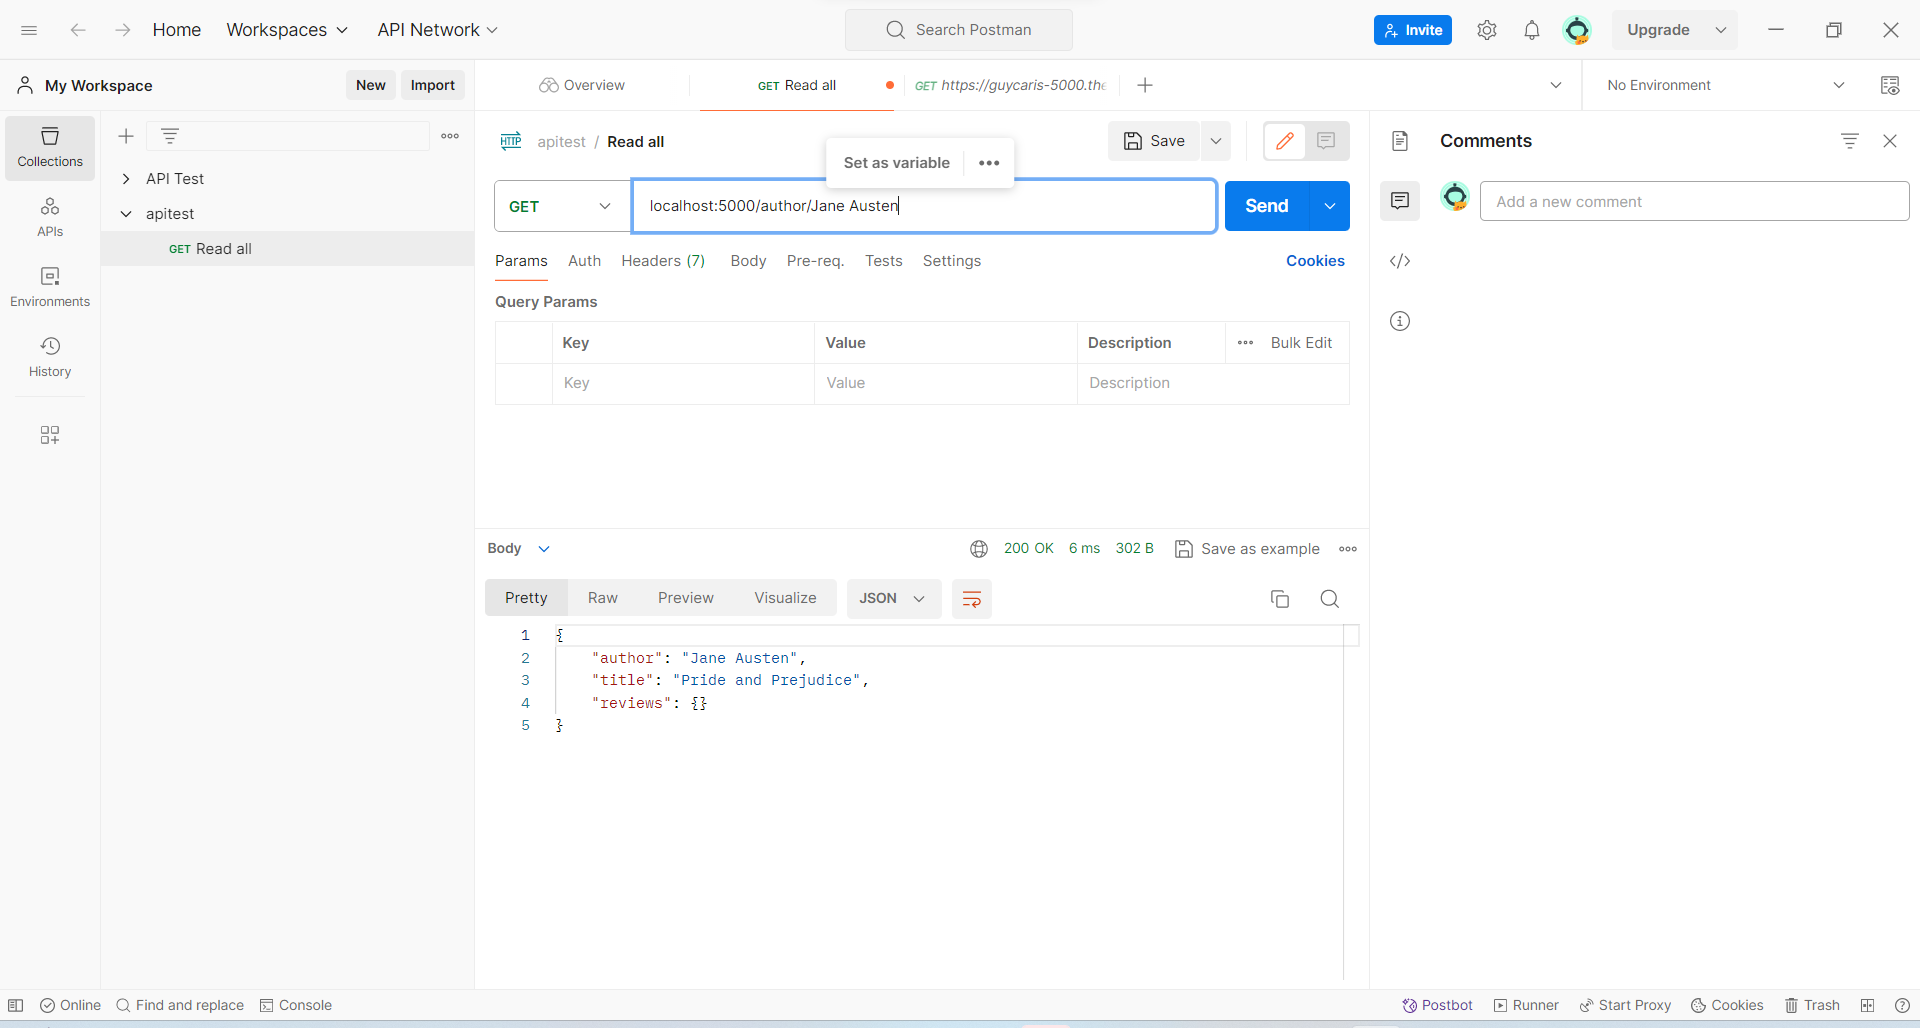 Home
Workspaces
API Network
Search Postman
Invite
Upgrade
My Workspace
New
Import
Overview
GET Read all
GET https://guycaris-5000.the
No Environment
Collections
APIs
Environments
History
API Test
apitest
GET Read all
HTTP apitest / Read all
Set as variable
Save
GET
localhost:5000/author/Jane Austen
Send
Params
Auth
Headers (7)
Body
Pre-req.
Tests
Settings
Cookies
Query Params
Key
Value
Description
Bulk Edit
Key
Value
Description
Body
200 OK
6 ms
302 B
Save as example
Pretty
Raw
Preview
Visualize
JSON
1 {
2 "author": "Jane Austen",
3 "title": "Pride and Prejudice",
4 "reviews": {}
5 }
Comments
Add a new comment
Online
Find and replace
Console
Postbot
Runner
Start Proxy
Cookies
Trash